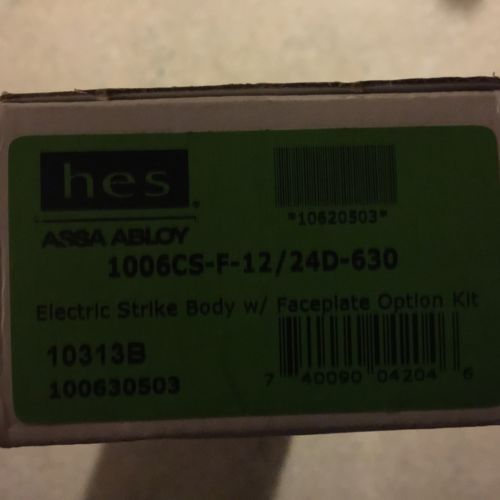 hes
ASSA ABLOY
*10620503*
1006CS-F-12/24D-630
Electric Strike Body w/ Faceplate Option Kit
10313B
100630503
7 40090 04204 6